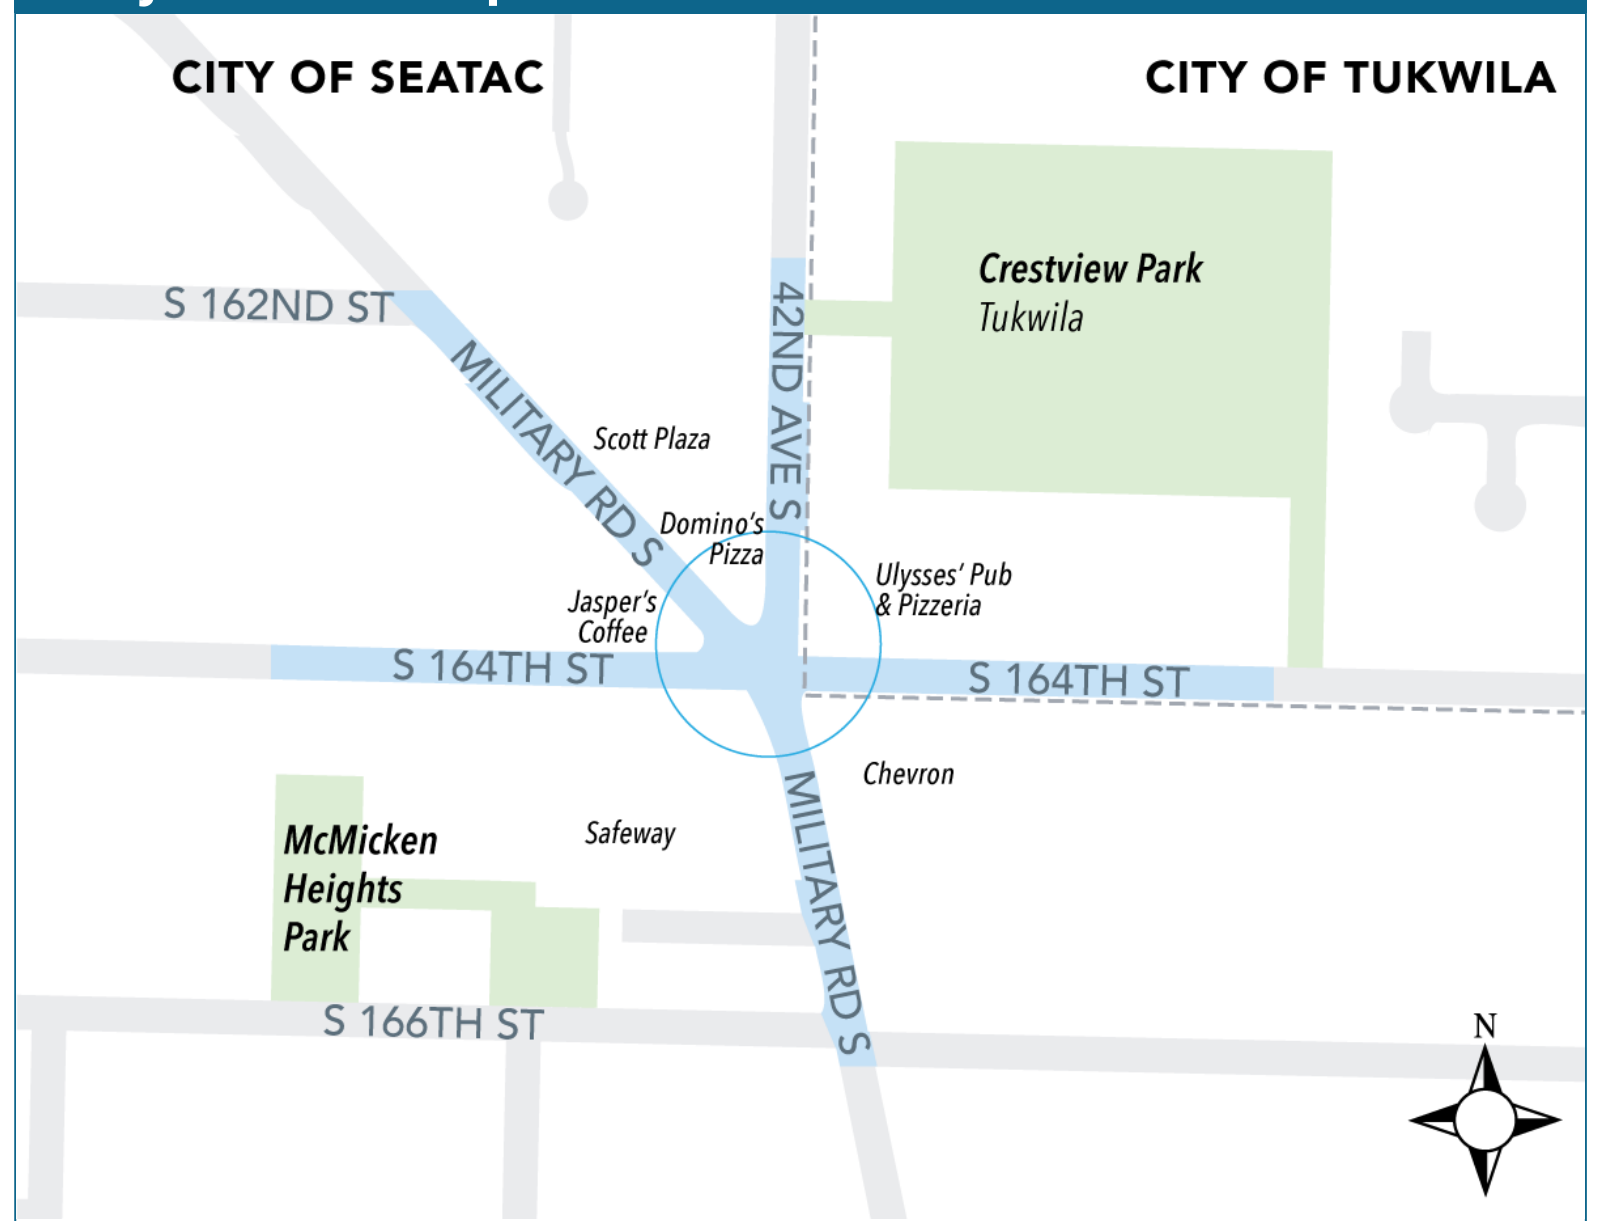 CITY OF SEATAC
CITY OF TUKWILA
Crestview Park
Tukwila
S 162ND ST
42ND AVE S
MILITARY RD S
Scott Plaza
Domino's
Pizza
Ulysses' Pub
& Pizzeria
Jasper's
Coffee
S 164TH ST
S 164TH ST
Chevron
MILITARY RD S
Safeway
McMicken
Heights
Park
S 166TH ST
N